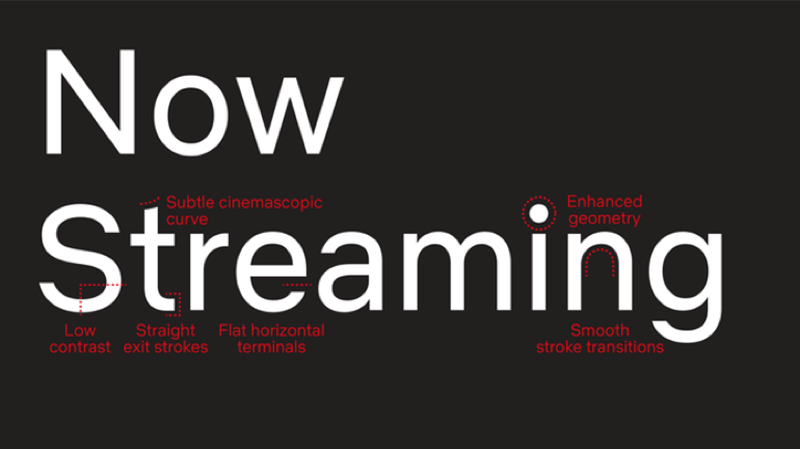 Now
Streaming
Subtle cinemascopic
curve
Enhanced
geometry
Low
contrast
Straight
exit strokes
Flat horizontal
terminals
Smooth
stroke transitions